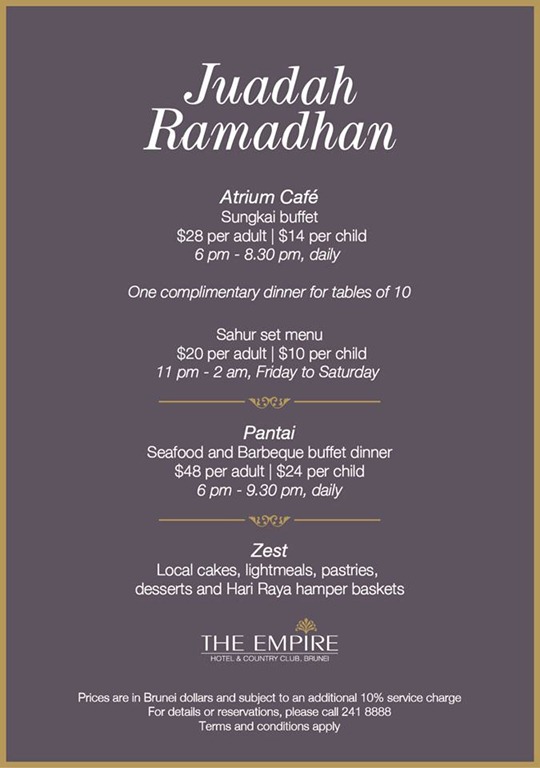 Juadah
Ramadhan
Atrium Café
Sungkai buffet
$28 per adult | $14 per child
6 pm - 8.30 pm, daily
One complimentary dinner for tables of 10
Sahur set menu
$20 per adult | $10 per child
11 pm - 2 am, Friday to Saturday
Pantai
Seafood and Barbeque buffet dinner
$48 per adult | $24 per child
6 pm - 9.30 pm, daily
Zest
Local cakes, lightmeals, pastries,
desserts and Hari Raya hamper baskets
THE EMPIRE
HOTEL & COUNTRY CLUB, BRUNEI
Prices are in Brunei dollars and subject to an additional 10% service charge
For details or reservations, please call 241 8888
Terms and conditions apply